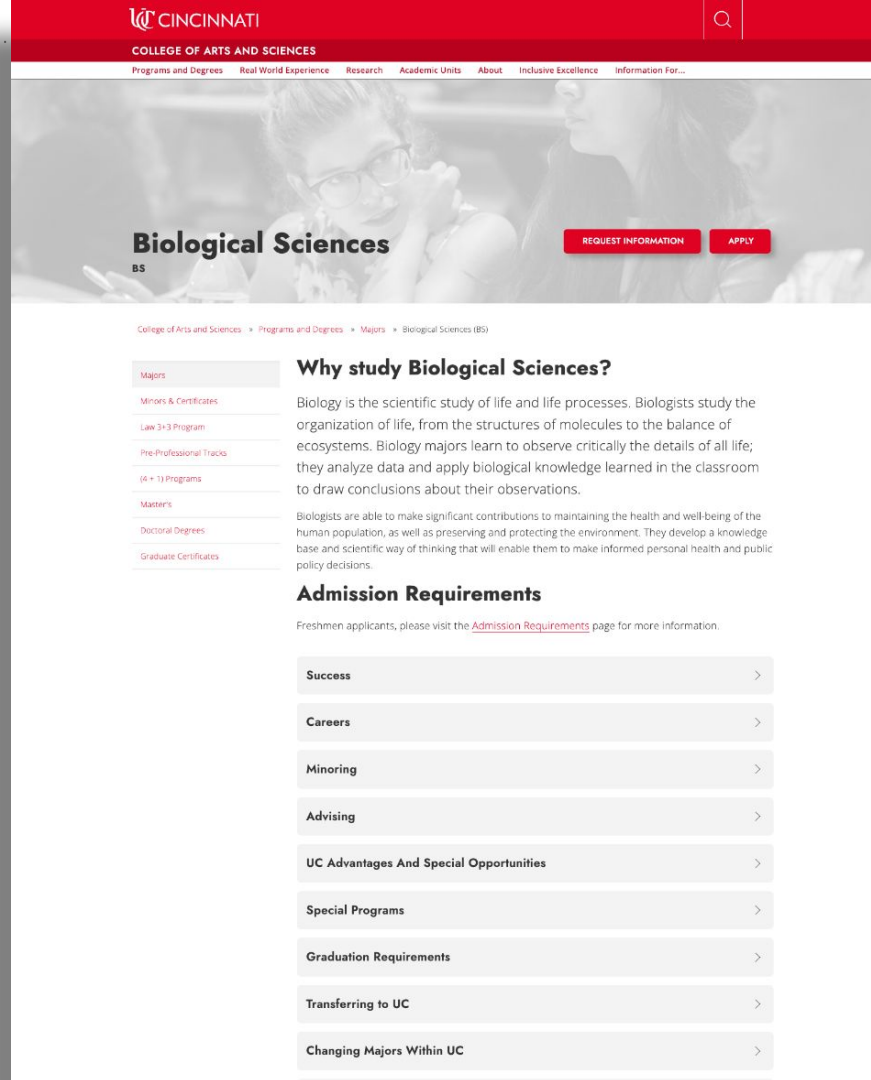 UC CINCINNATI
COLLEGE OF ARTS AND SCIENCES
Programs and Degrees Real World Experience Research Academic Units About Inclusive Excellence Information For...
Biological Sciences
BS
REQUEST INFORMATION APPLY
College of Arts and Sciences » Programs and Degrees » Majors » Biological Sciences (BS)
Majors
Minors & Certificates
Law 3+3 Program
Pre-Professional Tracks
(4 + 1) Programs
Master's
Doctoral Degrees
Graduate Certificates
Why study Biological Sciences?
Biology is the scientific study of life and life processes. Biologists study the
organization of life, from the structures of molecules to the balance of
ecosystems. Biology majors learn to observe critically the details of all life;
they analyze data and apply biological knowledge learned in the classroom
to draw conclusions about their observations.
Biologists are able to make significant contributions to maintaining the health and well-being of the
human population, as well as preserving and protecting the environment. They develop a knowledge
base and scientific way of thinking that will enable them to make informed personal health and public
policy decisions.
Admission Requirements
Freshmen applicants, please visit the Admission Requirements page for more information.
Success
Careers
Minoring
Advising
UC Advantages And Special Opportunities
Special Programs
Graduation Requirements
Transferring to UC
Changing Majors Within UC